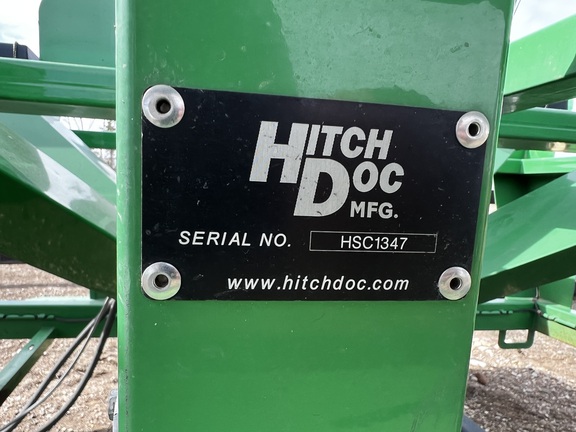 HITCH
DOC
MFG.
SERIAL NO. HSC1347
www.hitchdoc.com